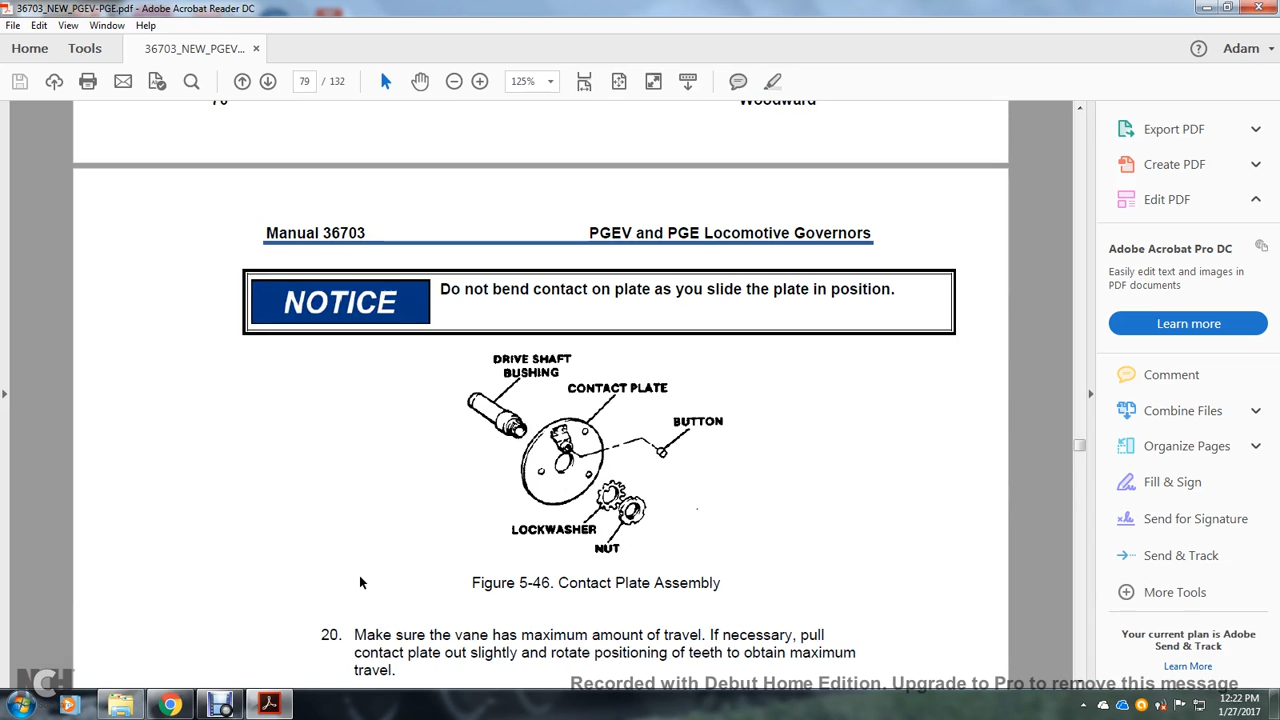 36703_NEW_PGEV-PGE.pdf - Adobe Acrobat Reader DC
File Edit View Window Help
Home Tools 36703_NEW_PGEV... × Adam
79 / 132 125%
70 Woodward
Manual 36703 PGEV and PGE Locomotive Governors
NOTICE Do not bend contact on plate as you slide the plate in position.
DRIVE SHAFT
BUSHING
CONTACT PLATE
BUTTON
LOCKWASHER
NUT
Figure 5-46. Contact Plate Assembly
20. Make sure the vane has maximum amount of travel. If necessary, pull
contact plate out slightly and rotate positioning of teeth to obtain maximum
travel.
Export PDF
Create PDF
Edit PDF
Adobe Acrobat Pro DC
Easily edit text and images in
PDF documents
Learn more
Comment
Combine Files
Organize Pages
Fill & Sign
Send for Signature
Send & Track
More Tools
Your current plan is Adobe
Send & Track
Learn More
NCH
Recorded with Debut Home Edition. Upgrade to Pro to remove this message
12:22 PM
1/27/2017